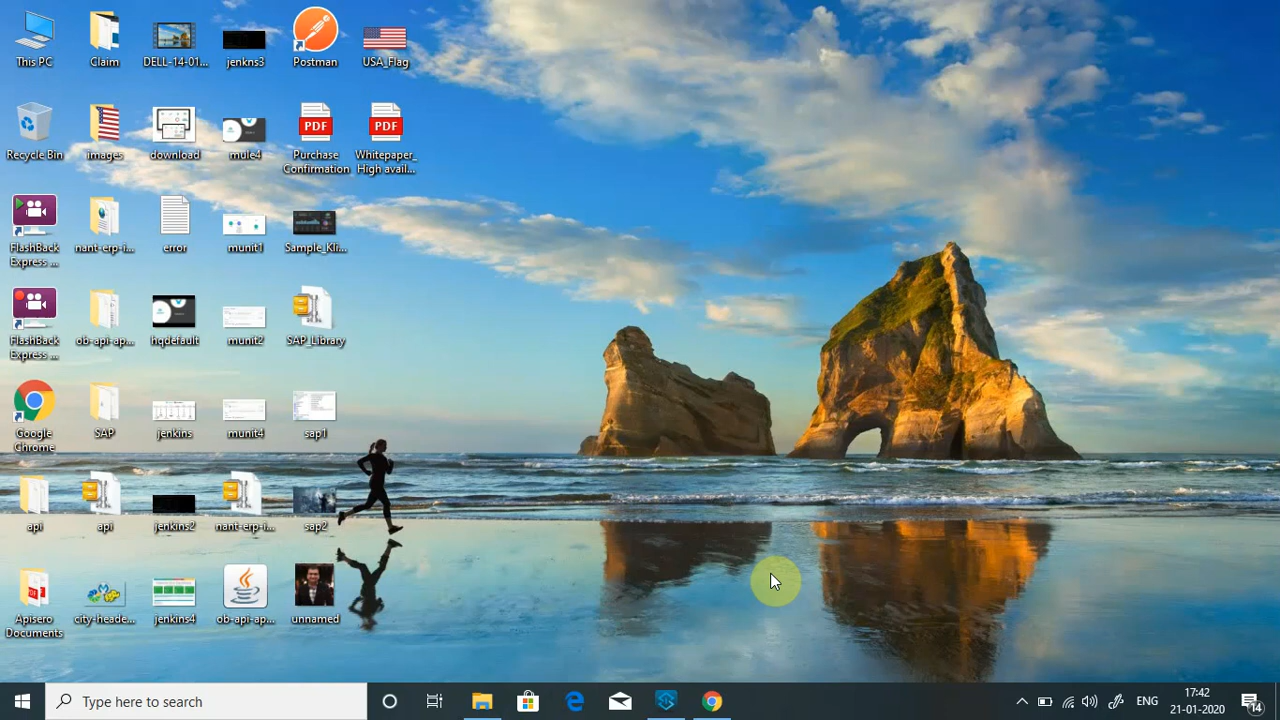 This PC
Claim
DELL-14-01...
jenkns3
Postman
USA_Flag
Recycle Bin
images
download
mule4
PDF
Purchase
Confirmation
PDF
Whitepaper_
High avail...
FlashBack
Express ...
nant-erp-i...
error
munit1
Sample_Kli...
FlashBack
Express ...
ob-api-ap...
hqdefault
munit2
SAP_Library
Google
Chrome
SAP
jenkins
munit4
sap1
api
api
jenkins2
nant-erp-i...
sap2
Apisero
Documents
city-heade...
jenkins4
ob-api-ap...
unnamed
Type here to search
ENG
17:42
21-01-2020
14